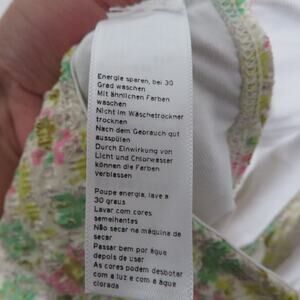 Energie sparen, bei 30
Grad waschen
Mit ähnlichen Farben
waschen
Nicht im Wäschetrockner
trocknen
Nach dem Gebrauch gut
ausspülen
Durch Einwirkung von
Licht und Chlorwasser
können die Farben
verblassen
Poupe energia, lave a
30 graus
Lavar com cores
semelhantes
Não secar na máquina de
secar
Passar bem por água
depois de usar
As cores podem desbotar
com a luz e com a água
clorada